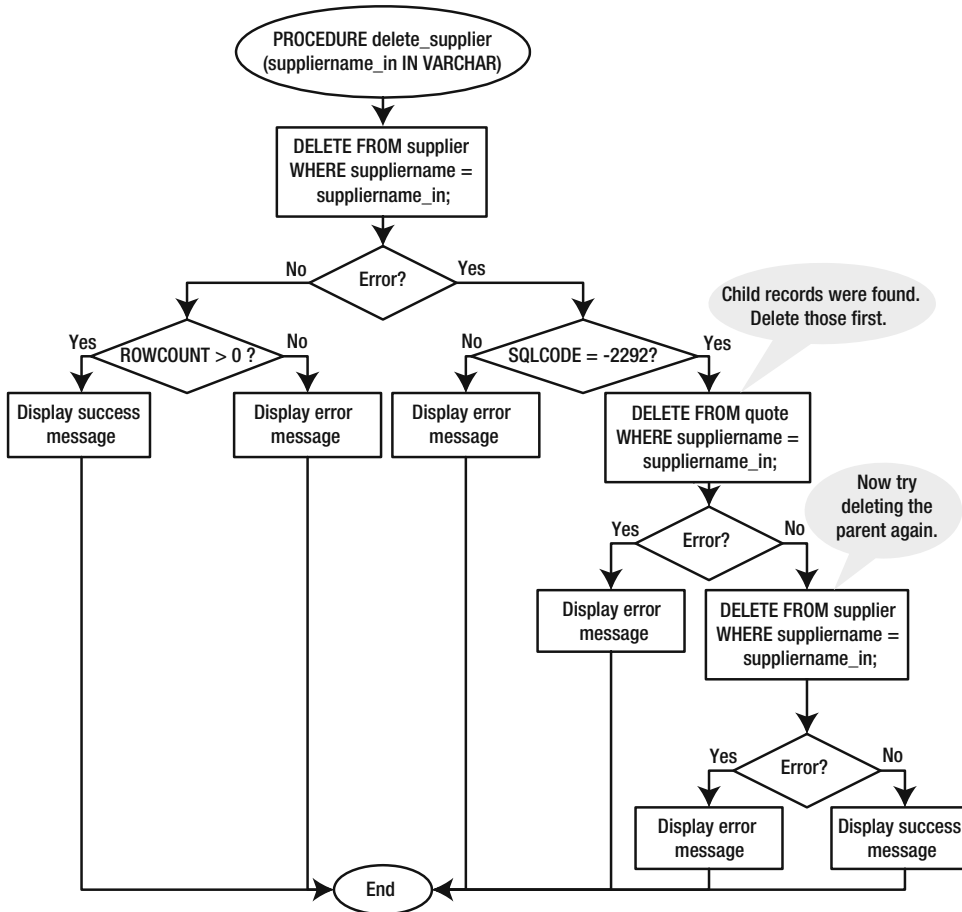 PROCEDURE delete_supplier
(suppliername_in IN VARCHAR)
DELETE FROM supplier
WHERE suppliername =
suppliername_in;
No
Error?
Yes
Child records were found.
Delete those first.
Yes
ROWCOUNT > 0 ?
No
No
SQLCODE = -2292?
Yes
Display success
message
Display error
message
Display error
message
DELETE FROM quote
WHERE suppliername =
suppliername_in;
Now try
deleting the
parent again.
Yes
Error?
No
Display error
message
DELETE FROM supplier
WHERE suppliername =
suppliername_in;
Yes
Error?
No
Display error
message
Display success
message
End